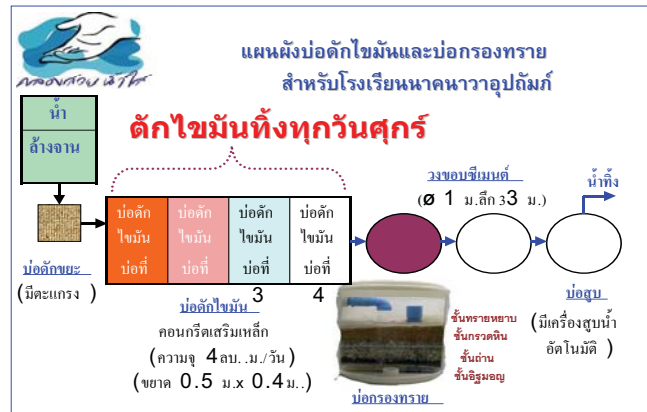 คลองสวย น้ำใส
แผนผังบ่อดักไขมันและบ่อกรองทราย
สำหรับโรงเรียนนาคนาวาอุปถัมภ์
น้ำ
ล้างจาน
ตักไขมันทิ้งทุกวันศุกร์
วงขอบซีเมนต์
(ø 1 ม.ลึก 33 ม.)
น้ำทิ้ง
บ่อดัก
ไขมัน
บ่อที่
บ่อดัก
ไขมัน
บ่อที่
บ่อดัก
ไขมัน
บ่อที่
3
บ่อดัก
ไขมัน
บ่อที่
4
บ่อดักขยะ
(มีตะแกรง )
บ่อดักไขมัน
คอนกรีตเสริมเหล็ก
(ความจุ 4ลบ..ม./วัน)
(ขยาด 0.5 ม.x 0.4ม..)
ชั้นทรายหยาบ
ชั้นกรวดหิน
ชั้นถ่าน
ชั้นอิฐมอญ
บ่อกรองทราย
บ่อสูบ
(มีเครื่องสูบน้ำ
อัตโนมัติ )